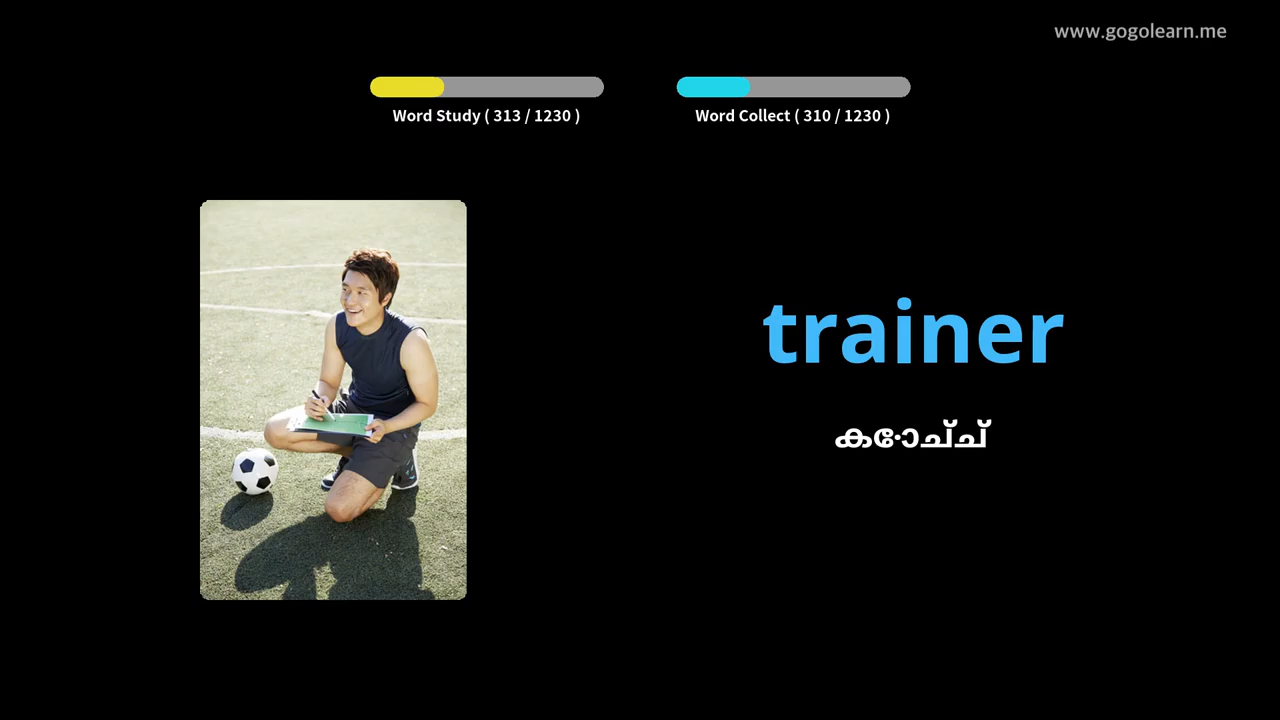 www.gogolearn.me
Word Study ( 313 / 1230 )
Word Collect ( 310 / 1230 )
trainer
കോച്ച്